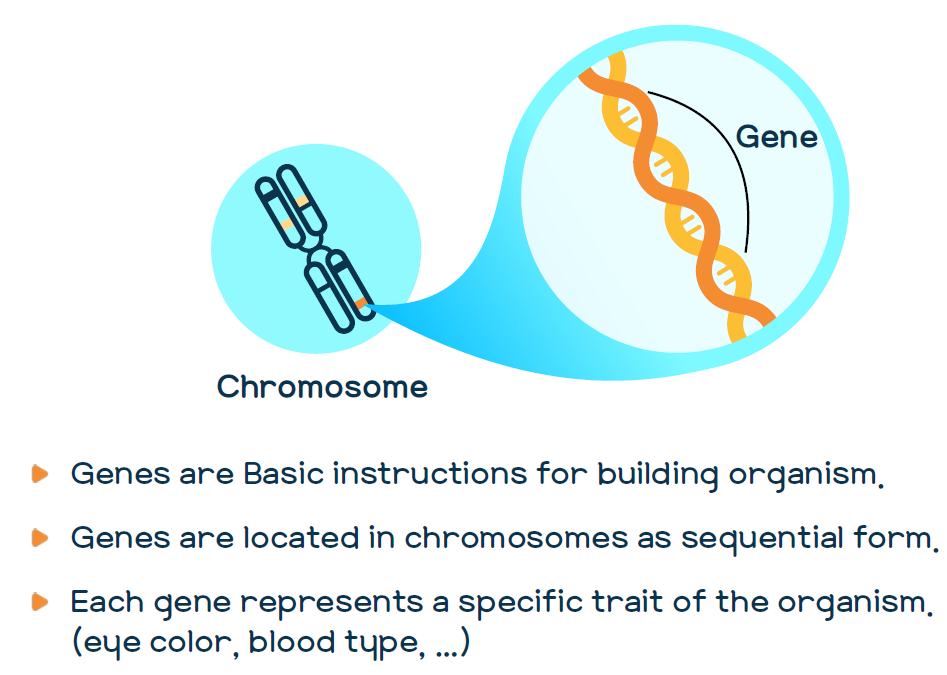 Gene
Chromosome
Genes are Basic instructions for building organism.
Genes are located in chromosomes as sequential form.
Each gene represents a specific trait of the organism.
(eye color, blood type, ...)